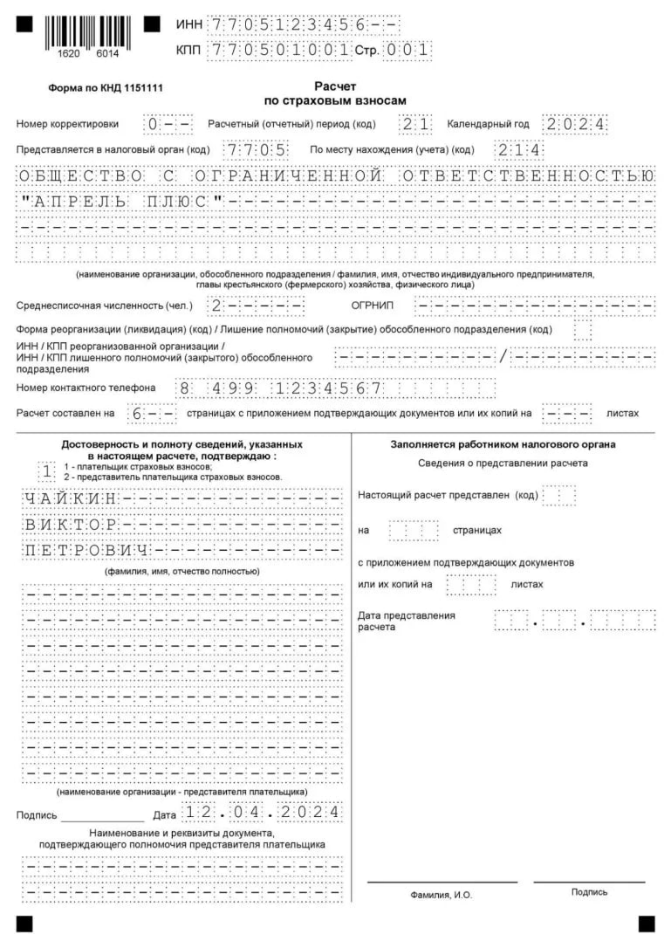 ИНН 7705123456--
1620 6014
КПП 770501001 Стр. 001
Форма по КНД 1151111
Расчет
по страховым взносам
Номер корректировки 0-- Расчетный (отчетный) период (код) 21 Календарный год 2024
Представляется в налоговый орган (код) 7705 По месту нахождения (учета) (код) 214
ОБЩЕСТВО С ОГРАНИЧЕННОЙ ОТВЕТСТВЕННОСТЬЮ
"АПРЕЛЬ ПЛЮС"
(наименование организации, обособленного подразделения / фамилия, имя, отчество индивидуального предпринимателя,
главы крестьянского (фермерского) хозяйства, физического лица)
Среднесписочная численность (чел.) 2----- ОГРНИП ---------------
Форма реорганизации (ликвидация) (код) / Лишение полномочий (закрытие) обособленного подразделения (код)
ИНН / КПП реорганизованной организации /
ИНН / КПП лишенного полномочий (закрытого) обособленного
подразделения ---------- / ---------
Номер контактного телефона 8 499 1234567
Расчет составлен на 6-- страницах с приложением подтверждающих документов или их копий на --- листах
Достоверность и полноту сведений, указанных
в настоящем расчете, подтверждаю :
1 1 - плательщик страховых взносов;
2 - представитель плательщика страховых взносов.
ЧАЙКИН
ВИКТОР
ПЕТРОВИЧ
(фамилия, имя, отчество полностью)
(наименование организации - представителя плательщика)
Подпись Дата 12.04.2024
Наименование и реквизиты документа,
подтверждающего полномочия представителя плательщика
Заполняется работником налогового органа
Сведения о представлении расчета
Настоящий расчет представлен (код)
на страницах
с приложением подтверждающих документов
или их копий на листах
Дата представления
расчета . .
Фамилия, И.О. Подпись